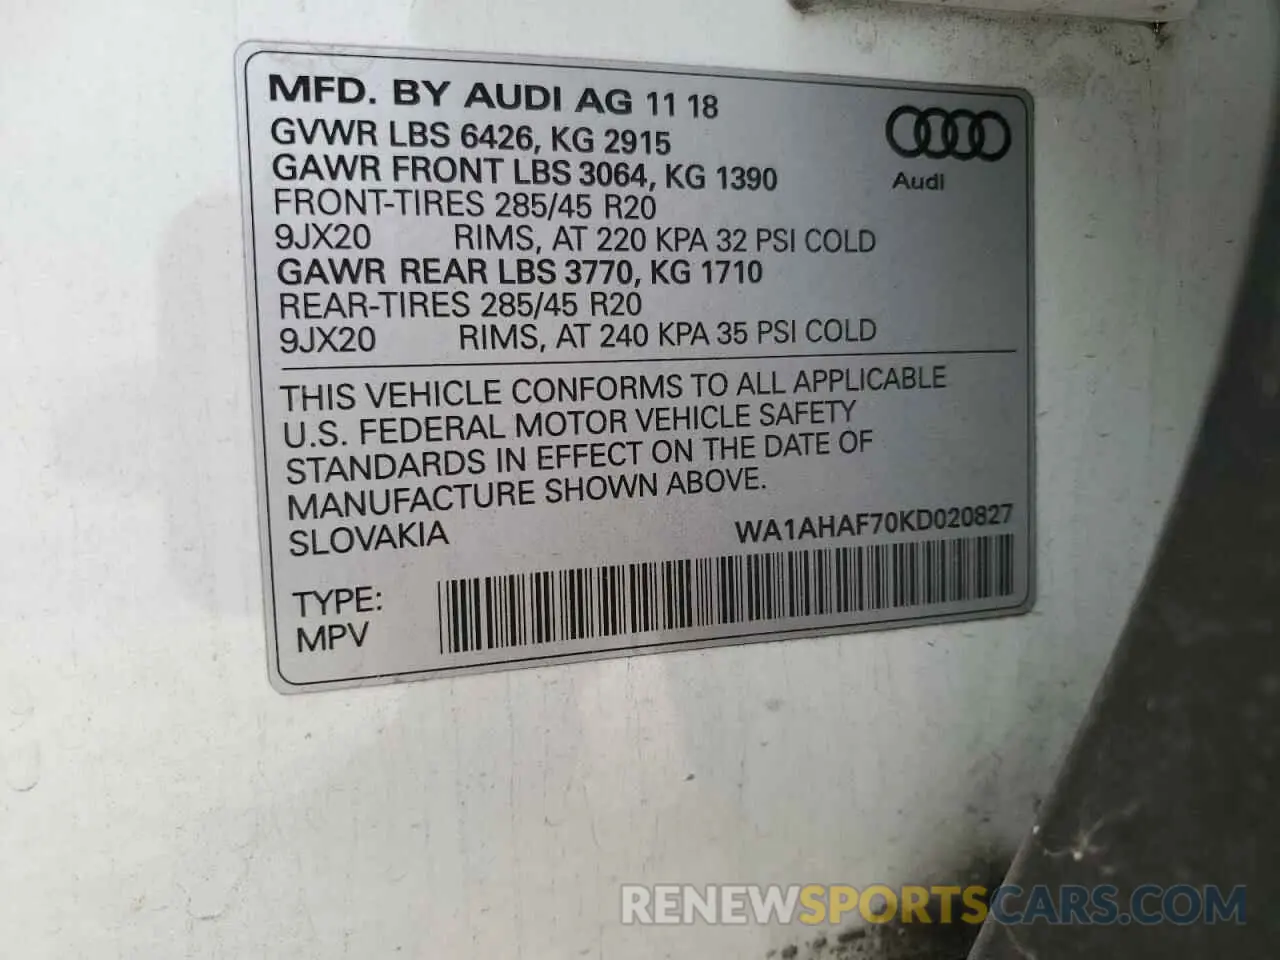 MFD. BY AUDI AG 11 18
GVWR LBS 6426, KG 2915
GAWR FRONT LBS 3064, KG 1390
FRONT-TIRES 285/45 R20
9JX20 RIMS, AT 220 KPA 32 PSI COLD
GAWR REAR LBS 3770, KG 1710
REAR-TIRES 285/45 R20
9JX20 RIMS, AT 240 KPA 35 PSI COLD
Audi
THIS VEHICLE CONFORMS TO ALL APPLICABLE
U.S. FEDERAL MOTOR VEHICLE SAFETY
STANDARDS IN EFFECT ON THE DATE OF
MANUFACTURE SHOWN ABOVE.
SLOVAKIA WA1AHAF70KD020827
TYPE:
MPV
RENEWSPORTSCARS.COM